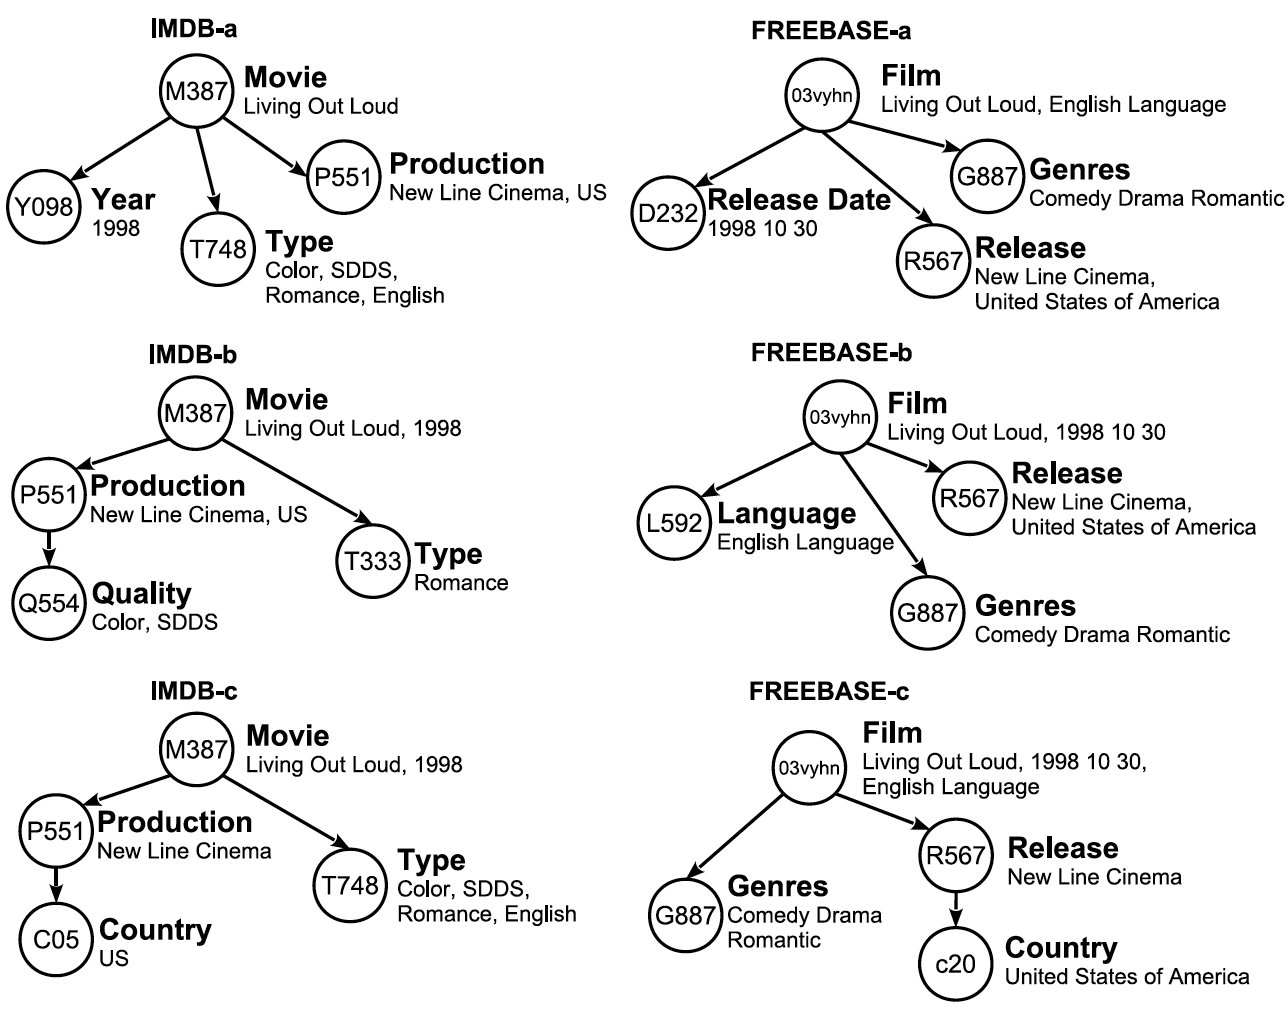 IMDB-a
M387
Movie
Living Out Loud
Y098
Year
1998
T748
Type
Color, SDDS,
Romance, English
P551
Production
New Line Cinema, US
FREEBASE-a
03vyhn
Film
Living Out Loud, English Language
D232
Release Date
1998 10 30
R567
Release
New Line Cinema,
United States of America
G887
Genres
Comedy Drama Romantic
IMDB-b
M387
Movie
Living Out Loud, 1998
P551
Production
New Line Cinema, US
Q554
Quality
Color, SDDS
T333
Type
Romance
FREEBASE-b
03vyhn
Film
Living Out Loud, 1998 10 30
L592
Language
English Language
R567
Release
New Line Cinema,
United States of America
G887
Genres
Comedy Drama Romantic
IMDB-c
M387
Movie
Living Out Loud, 1998
P551
Production
New Line Cinema
C05
Country
US
T748
Type
Color, SDDS,
Romance, English
FREEBASE-c
03vyhn
Film
Living Out Loud, 1998 10 30,
English Language
G887
Genres
Comedy Drama
Romantic
R567
Release
New Line Cinema
c20
Country
United States of America